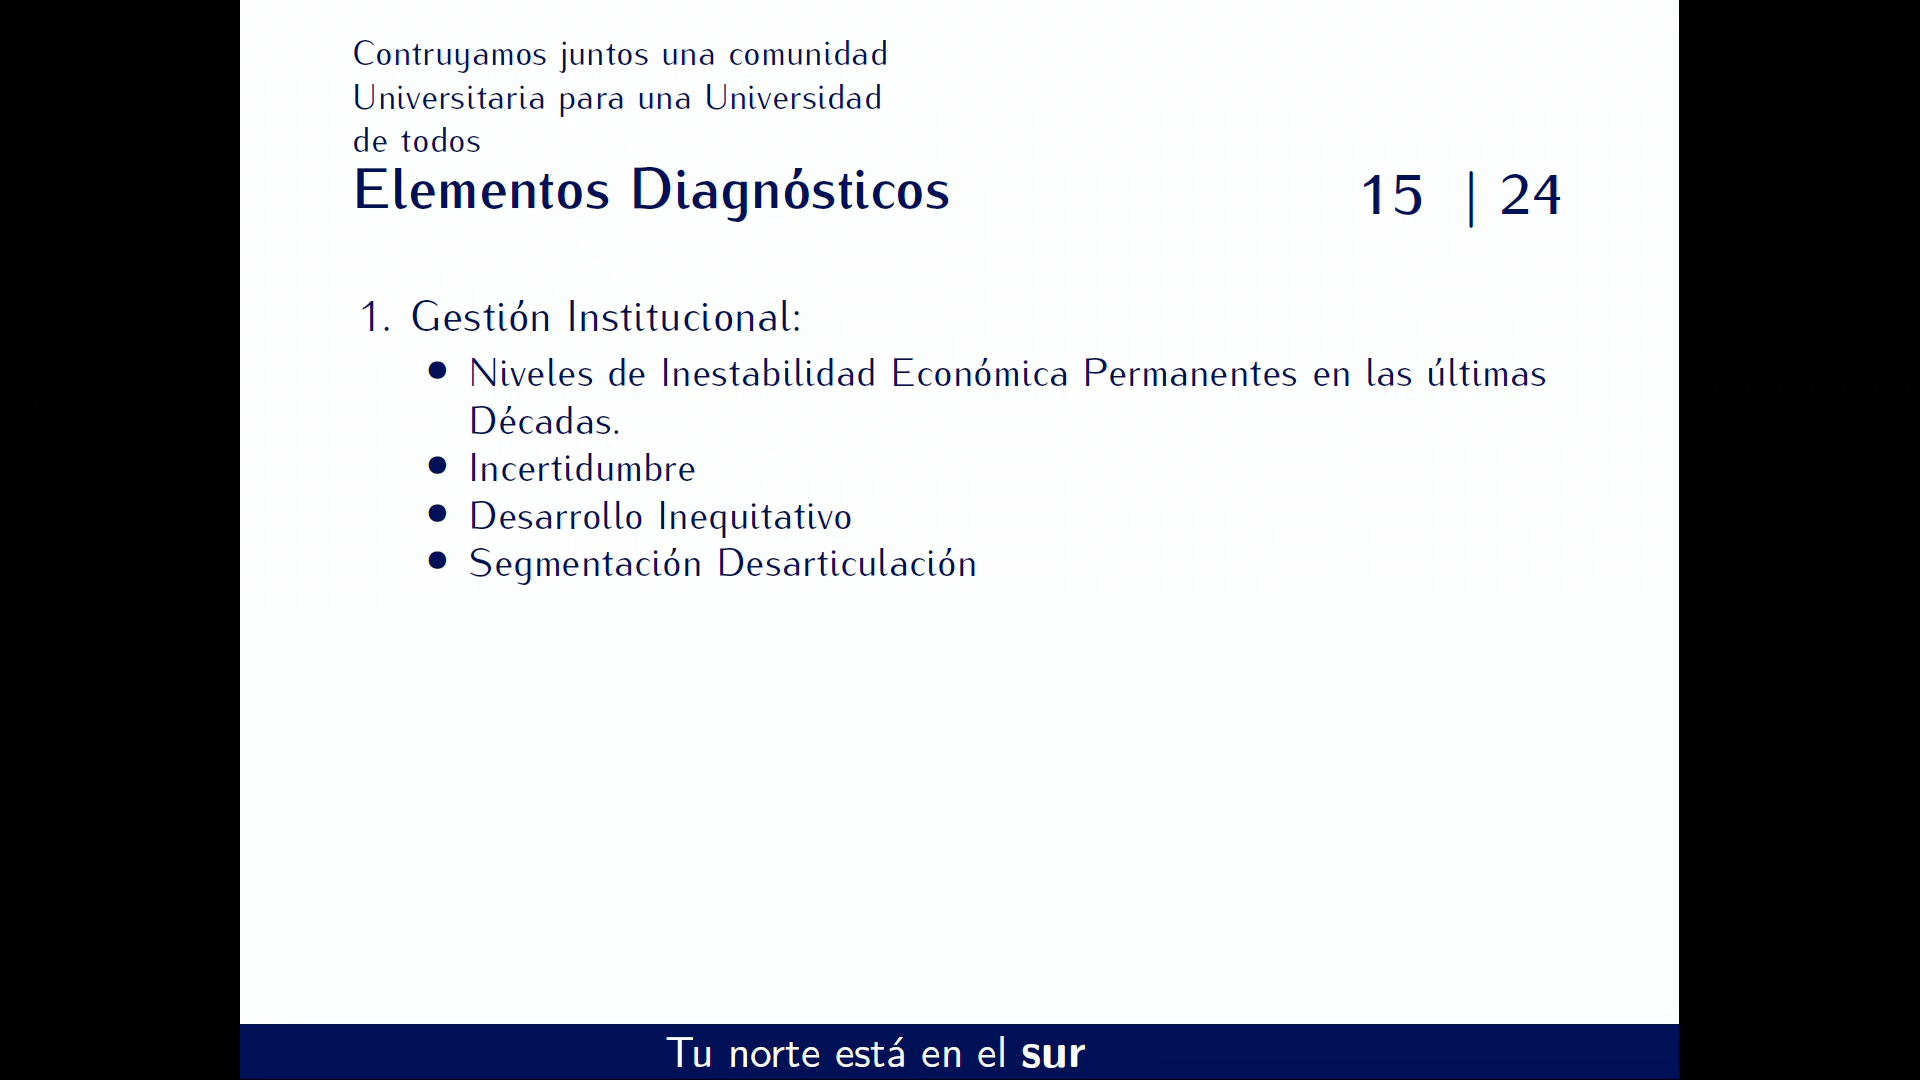 Contruyamos juntos una comunidad
Universitaria para una Universidad
de todos
Elementos Diagnósticos
15 | 24
1. Gestión Institucional:
● Niveles de Inestabilidad Económica Permanentes en las últimas
Décadas.
● Incertidumbre
● Desarrollo Inequitativo
● Segmentación Desarticulación
Tu norte está en el sur